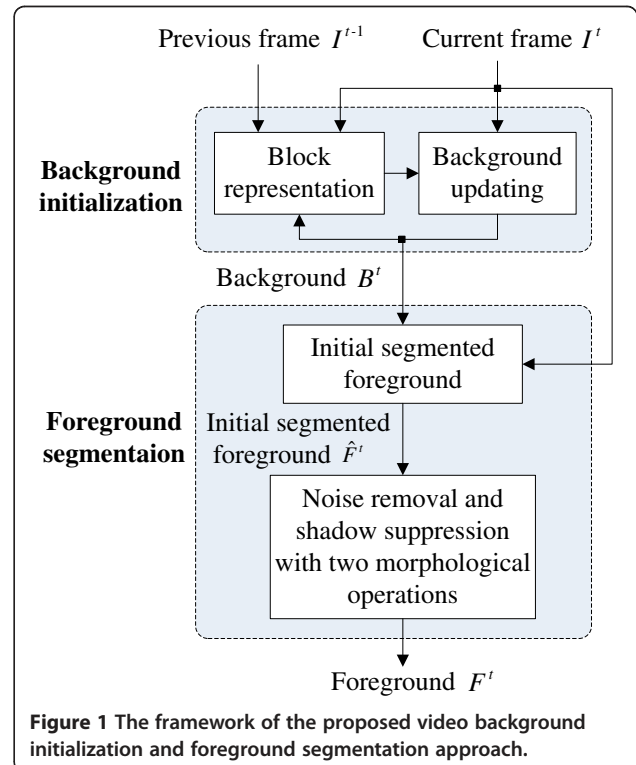 Previous frame I^{t-1}
Current frame I^t
Background
initialization
Block
representation
Background
updating
Background B^t
Initial segmented
foreground
Foreground
segmentaion
Initial segmented
foreground F̂^t
Noise removal and
shadow suppression
with two morphological
operations
Foreground F^t
Figure 1 The framework of the proposed video background
initialization and foreground segmentation approach.